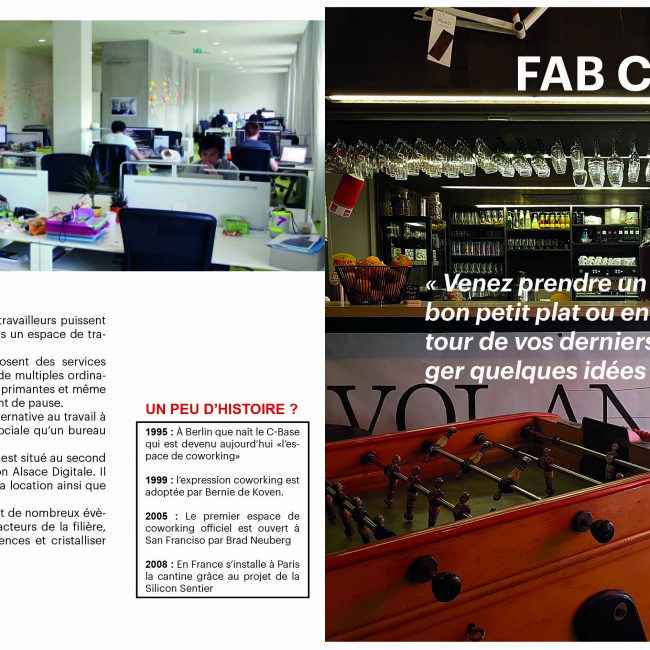 travailleurs puissent
s un espace de tra-
osent des services
de multiples ordina-
primantes et même
nt de pause.
ernative au travail à
ociale qu'un bureau
est situé au second
on Alsace Digitale. Il
a location ainsi que
t de nombreux évè-
acteurs de la filière,
ences et cristalliser
UN PEU D'HISTOIRE ?
1995 : À Berlin que naît le C-Base
qui est devenu aujourd'hui «l'es-
pace de coworking»
1999 : l'expression coworking est
adoptée par Bernie de Koven.
2005 : Le premier espace de
coworking officiel est ouvert à
San Franciso par Brad Neuberg
2008 : En France s'installe à Paris
la cantine grâce au projet de la
Silicon Sentier
FAB C
« Venez prendre un
bon petit plat ou en
tour de vos derniers
ger quelques idées
VOLAN